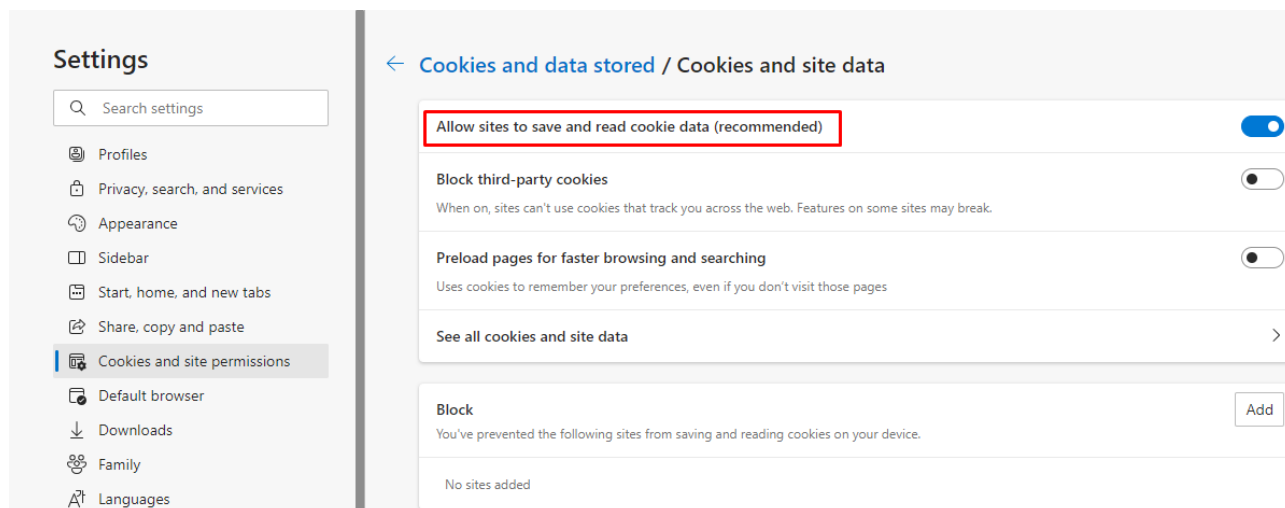 Settings
Search settings
Profiles
Privacy, search, and services
Appearance
Sidebar
Start, home, and new tabs
Share, copy and paste
Cookies and site permissions
Default browser
Downloads
Family
Languages
Cookies and data stored / Cookies and site data
Allow sites to save and read cookie data (recommended)
Block third-party cookies
When on, sites can't use cookies that track you across the web. Features on some sites may break.
Preload pages for faster browsing and searching
Uses cookies to remember your preferences, even if you don't visit those pages
See all cookies and site data
Block
Add
You've prevented the following sites from saving and reading cookies on your device.
No sites added